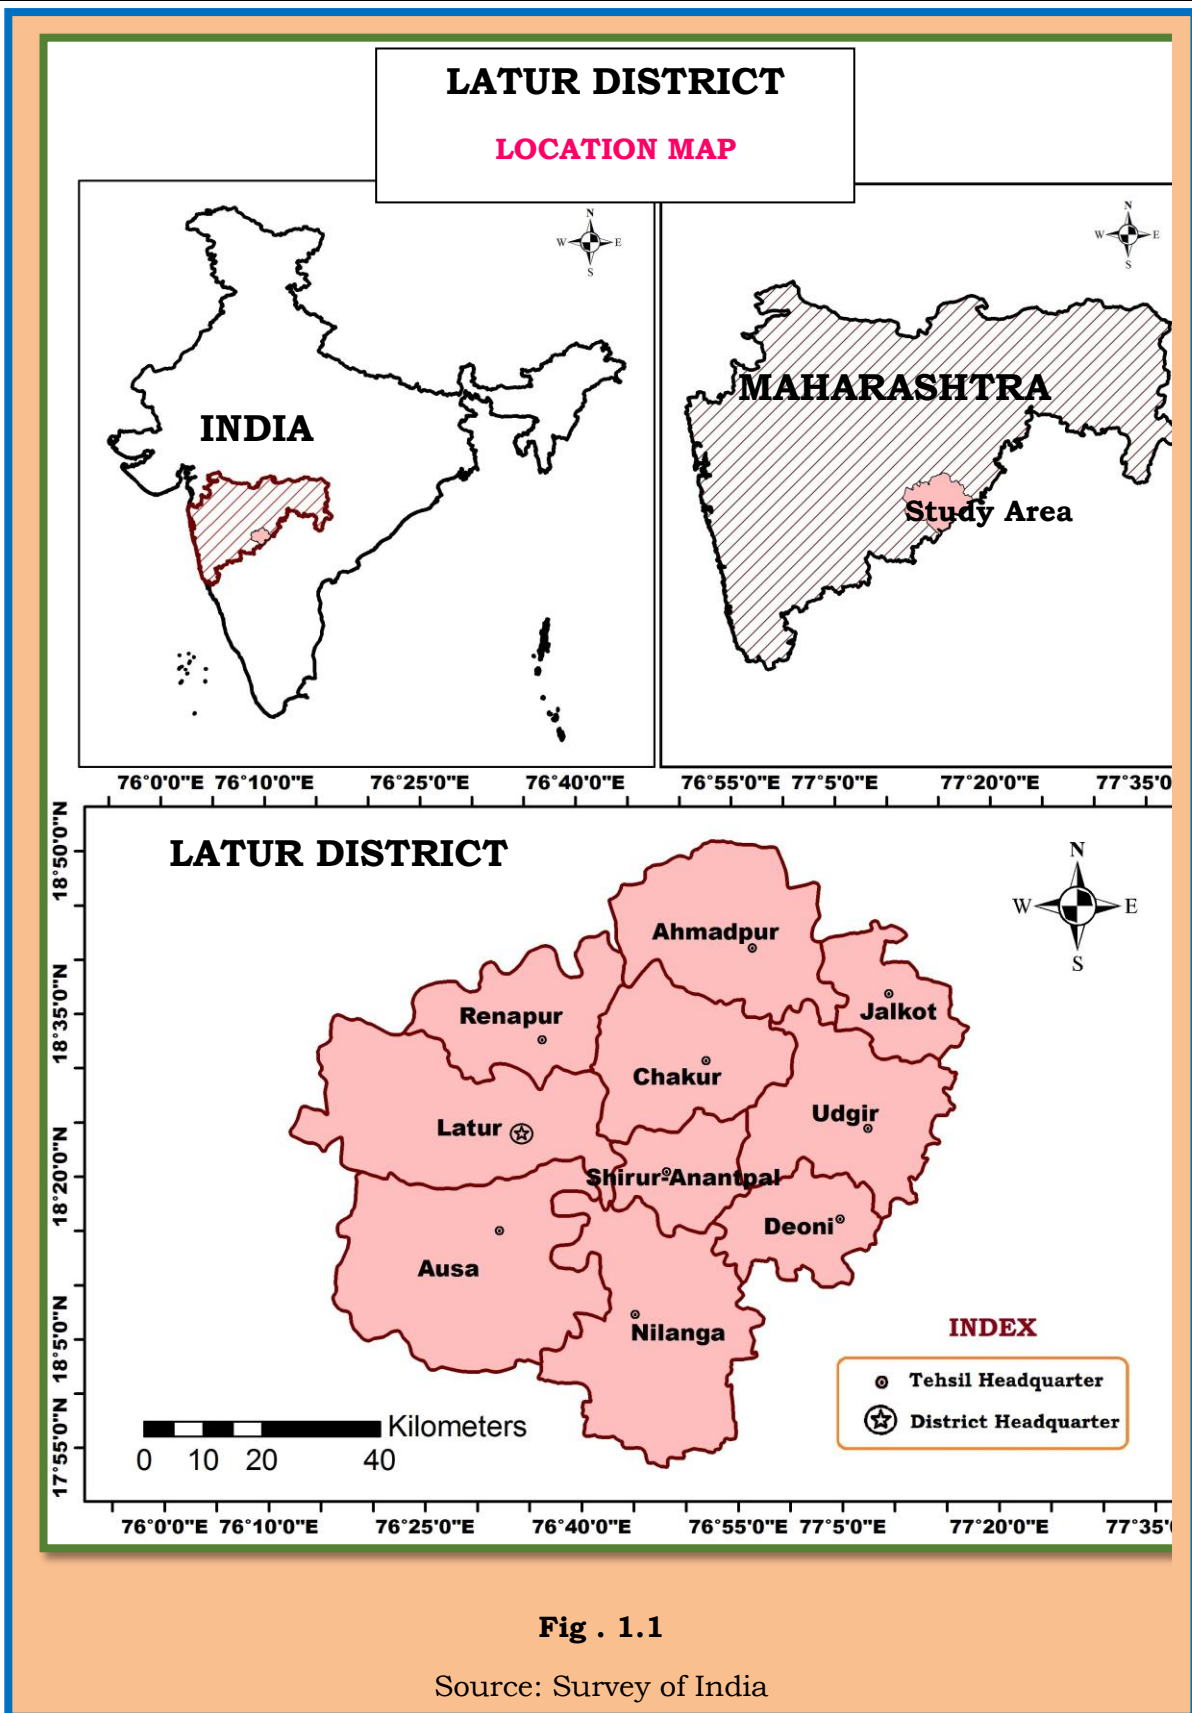 LATUR DISTRICT
LOCATION MAP
N
W E
S
INDIA
N
W E
S
MAHARASHTRA
Study Area
76°0'0"E 76°10'0"E 76°25'0"E 76°40'0"E 76°55'0"E 77°5'0"E 77°20'0"E 77°35'0
18°50'0"N
18°35'0"N
18°20'0"N
18°5'0"N
17°55'0"N
LATUR DISTRICT
N
W E
S
Ahmadpur
Jalkot
Renapur
Chakur
Udgir
Latur
Shirur-Anantpal
Deoni
Ausa
Nilanga
INDEX
Tehsil Headquarter
District Headquarter
Kilometers
0 10 20 40
76°0'0"E 76°10'0"E 76°25'0"E 76°40'0"E 76°55'0"E 77°5'0"E 77°20'0"E 77°35'
Fig . 1.1
Source: Survey of India